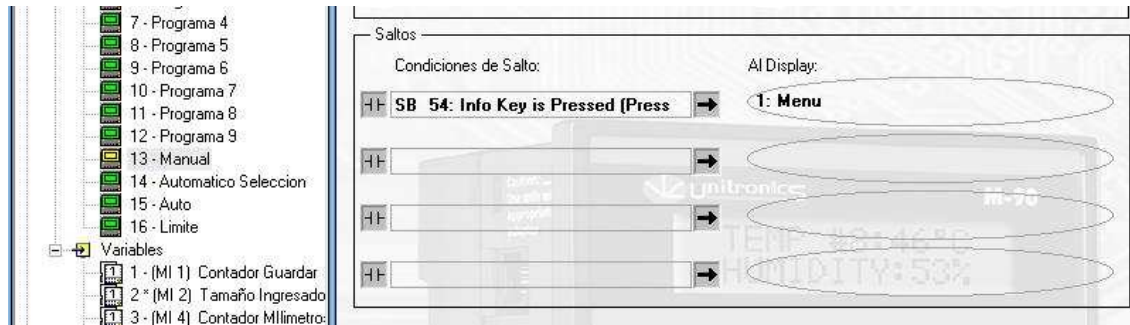 7 - Programa 4
8 - Programa 5
9 - Programa 6
10 - Programa 7
11 - Programa 8
12 - Programa 9
13 - Manual
14 - Automatico Seleccion
15 - Auto
16 - Limite
Variables
1 - (MI 1) Contador Guardar
2 * (MI 2) Tamaño Ingresado
3 - (MI 4) Contador MIlimetro:
Saltos
Condiciones de Salto:
Al Display:
SB 54: Info Key is Pressed (Press
1: Menu
unitronics
M-90
TEMP #8:46°C
HUMIDITY:53%